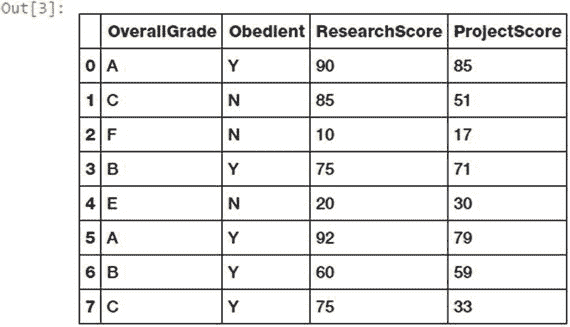 Out[3]:
OverallGrade Obedient ResearchScore ProjectScore
0 A Y 90 85
1 C N 85 51
2 F N 10 17
3 B Y 75 71
4 E N 20 30
5 A Y 92 79
6 B Y 60 59
7 C Y 75 33